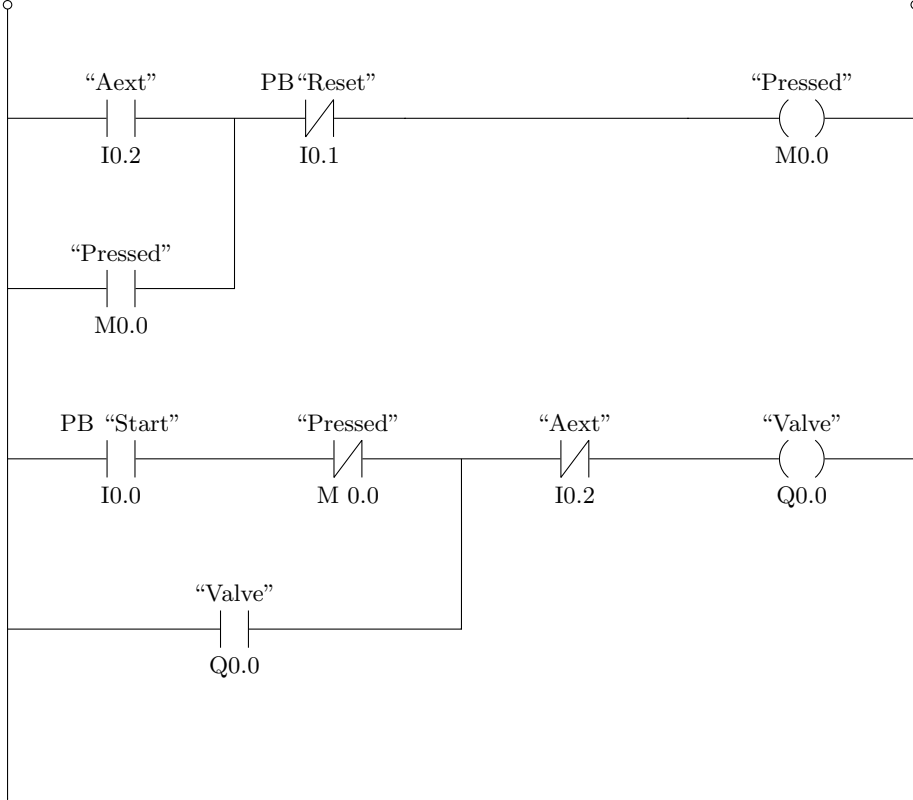 “Aext” PB“Reset” “Pressed”
I0.2 I0.1 M0.0
“Pressed”
M0.0
PB “Start” “Pressed” “Aext” “Valve”
I0.0 M 0.0 I0.2 Q0.0
“Valve”
Q0.0